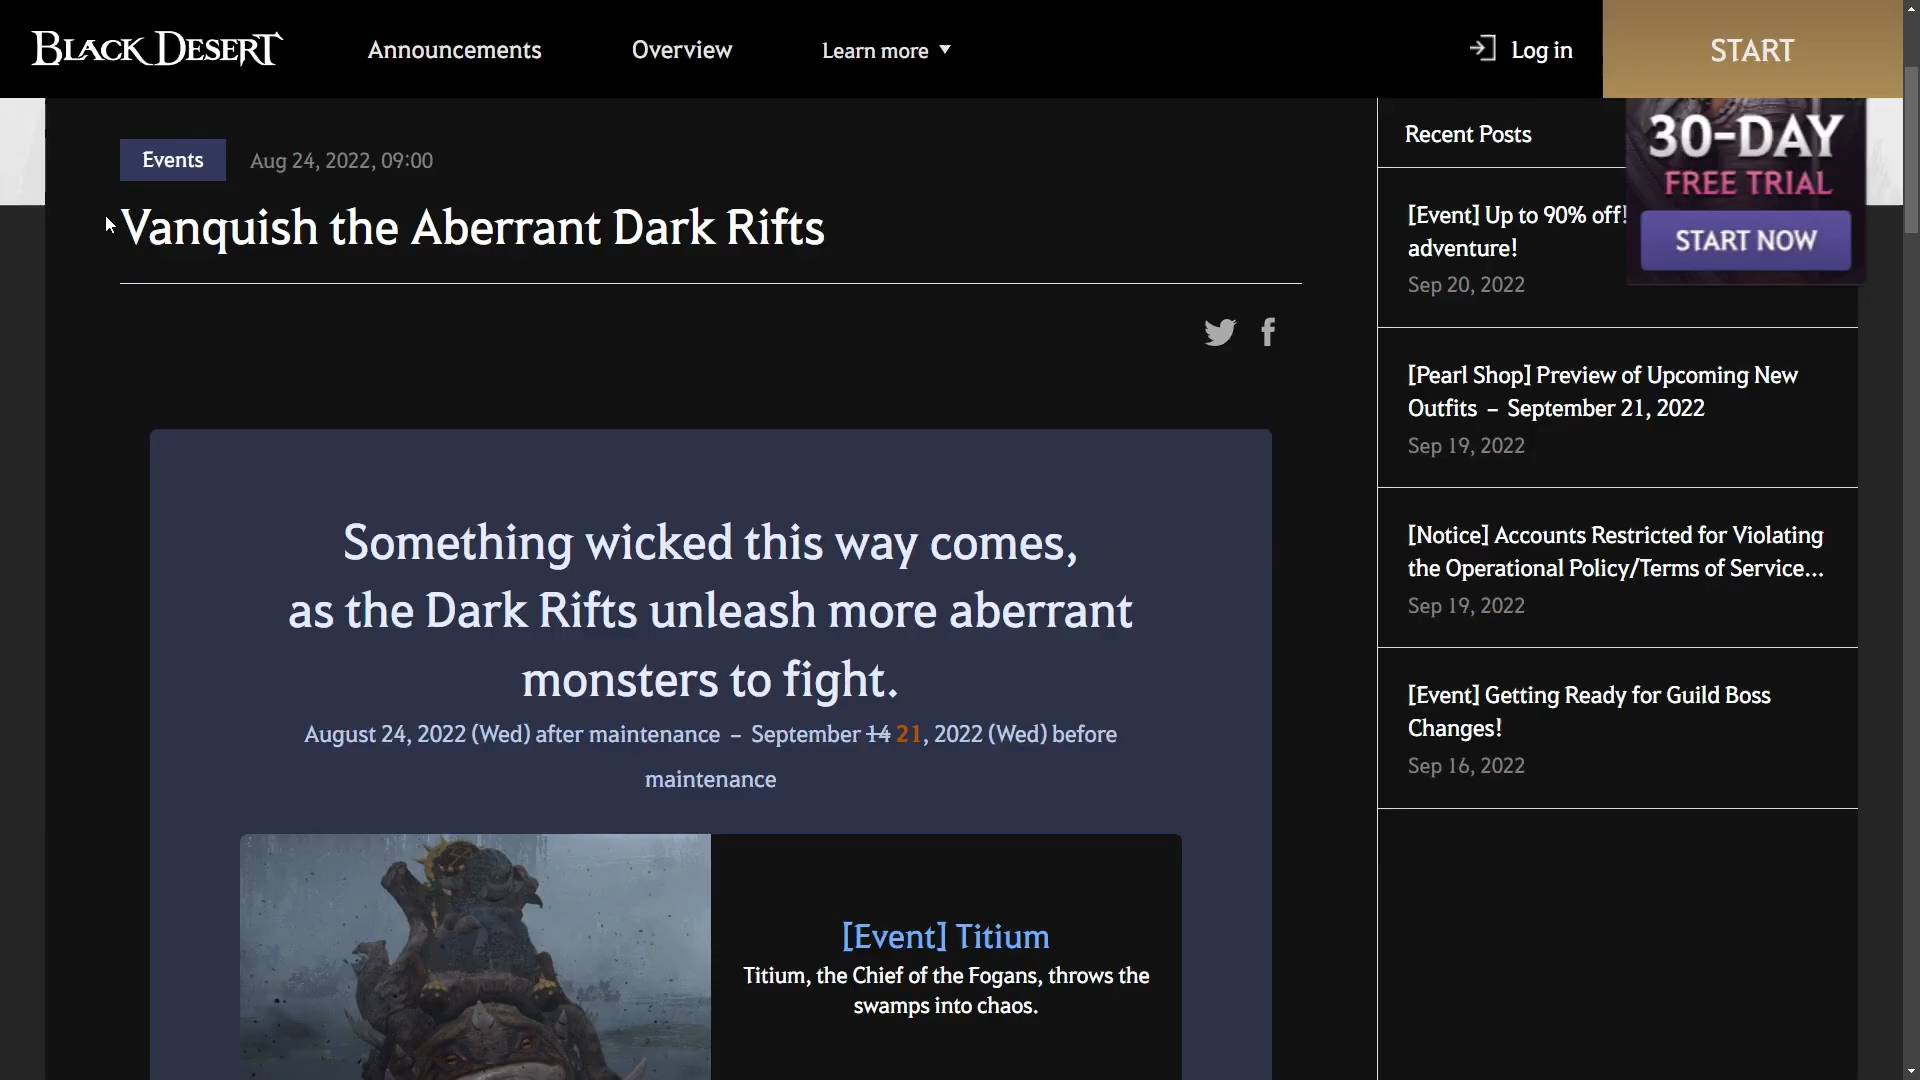 BLACK DESERT
Announcements
Overview
Learn more
Log in
START
Events
Aug 24, 2022, 09:00
Vanquish the Aberrant Dark Rifts
Something wicked this way comes,
as the Dark Rifts unleash more aberrant
monsters to fight.
August 24, 2022 (Wed) after maintenance – September 14 21, 2022 (Wed) before
maintenance
[Event] Titium
Titium, the Chief of the Fogans, throws the
swamps into chaos.
Recent Posts
[Event] Up to 90% off!
adventure!
Sep 20, 2022
[Pearl Shop] Preview of Upcoming New
Outfits – September 21, 2022
Sep 19, 2022
[Notice] Accounts Restricted for Violating
the Operational Policy/Terms of Service...
Sep 19, 2022
[Event] Getting Ready for Guild Boss
Changes!
Sep 16, 2022
30-DAY
FREE TRIAL
START NOW